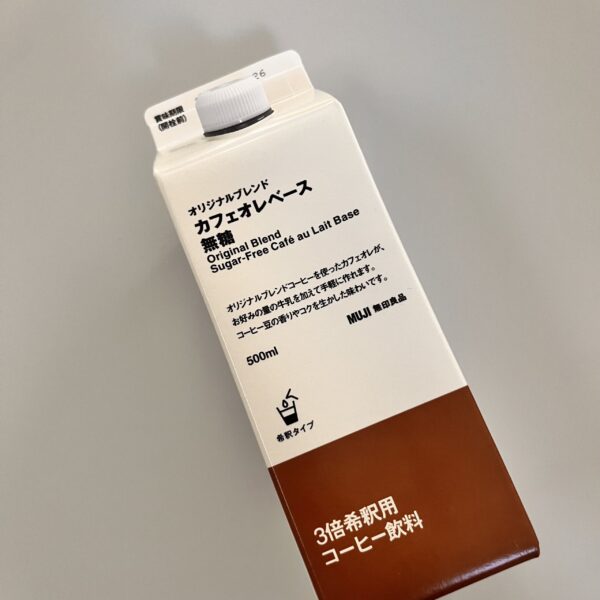 賞味期限
(開栓前)
オリジナルブレンド
カフェオレベース
無糖
Original Blend
Sugar-Free Café au Lait Base
オリジナルブレンドコーヒーを使ったカフェオレが、
お好みの量の牛乳を加えて手軽に作れます。
コーヒー豆の香りやコクを生かした味わいです。
MUJI 無印良品
500ml
希釈タイプ
3倍希釈用
コーヒー飲料